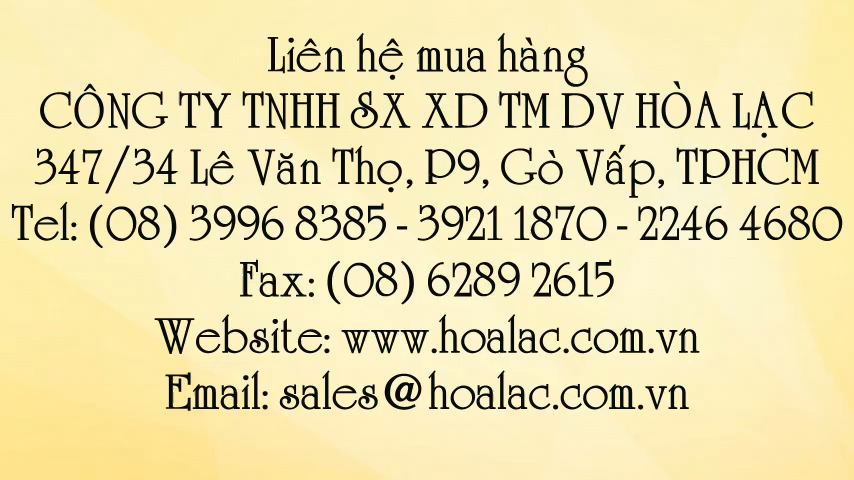 Liên hệ mua hàng
CÔNG TY TNHH SX XD TM DV HÒA LẠC
347/34 Lê Văn Thọ, P9, Gò Vấp, TPHCM
Tel: (08) 3996 8385 - 3921 1870 - 2246 4680
Fax: (08) 6289 2615
Website: www.hoalac.com.vn
Email: sales@hoalac.com.vn